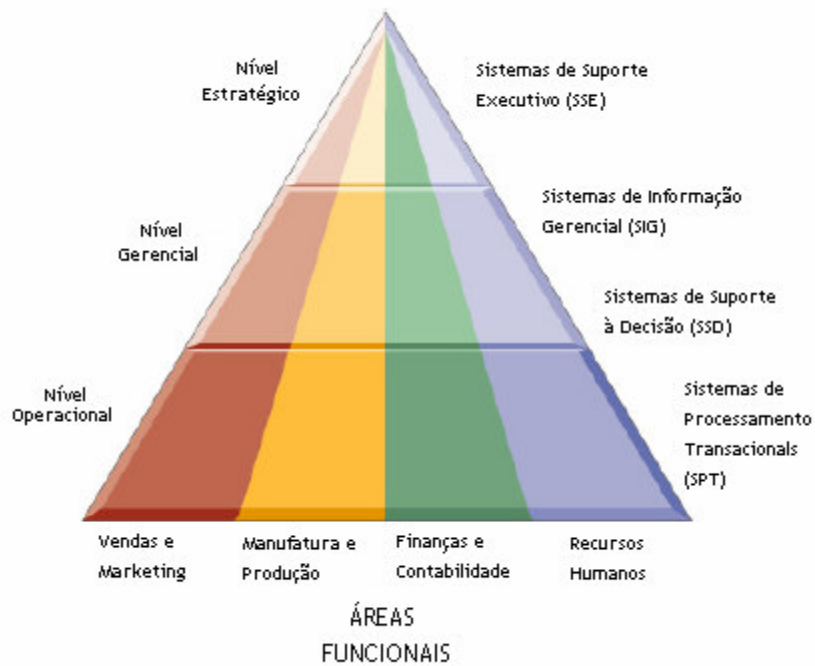 Nível
Estratégico
Sistemas de Suporte
Executivo (SSE)
Nível
Gerencial
Sistemas de Informação
Gerencial (SIG)
Sistemas de Suporte
à Decisão (SSD)
Nível
Operacional
Sistemas de
Processamento
Transacionals
(SPT)
Vendas e
Marketing
Manufatura e
Produção
Finanças e
Contabilidade
Recursos
Humanos
ÁREAS
FUNCIONAIS